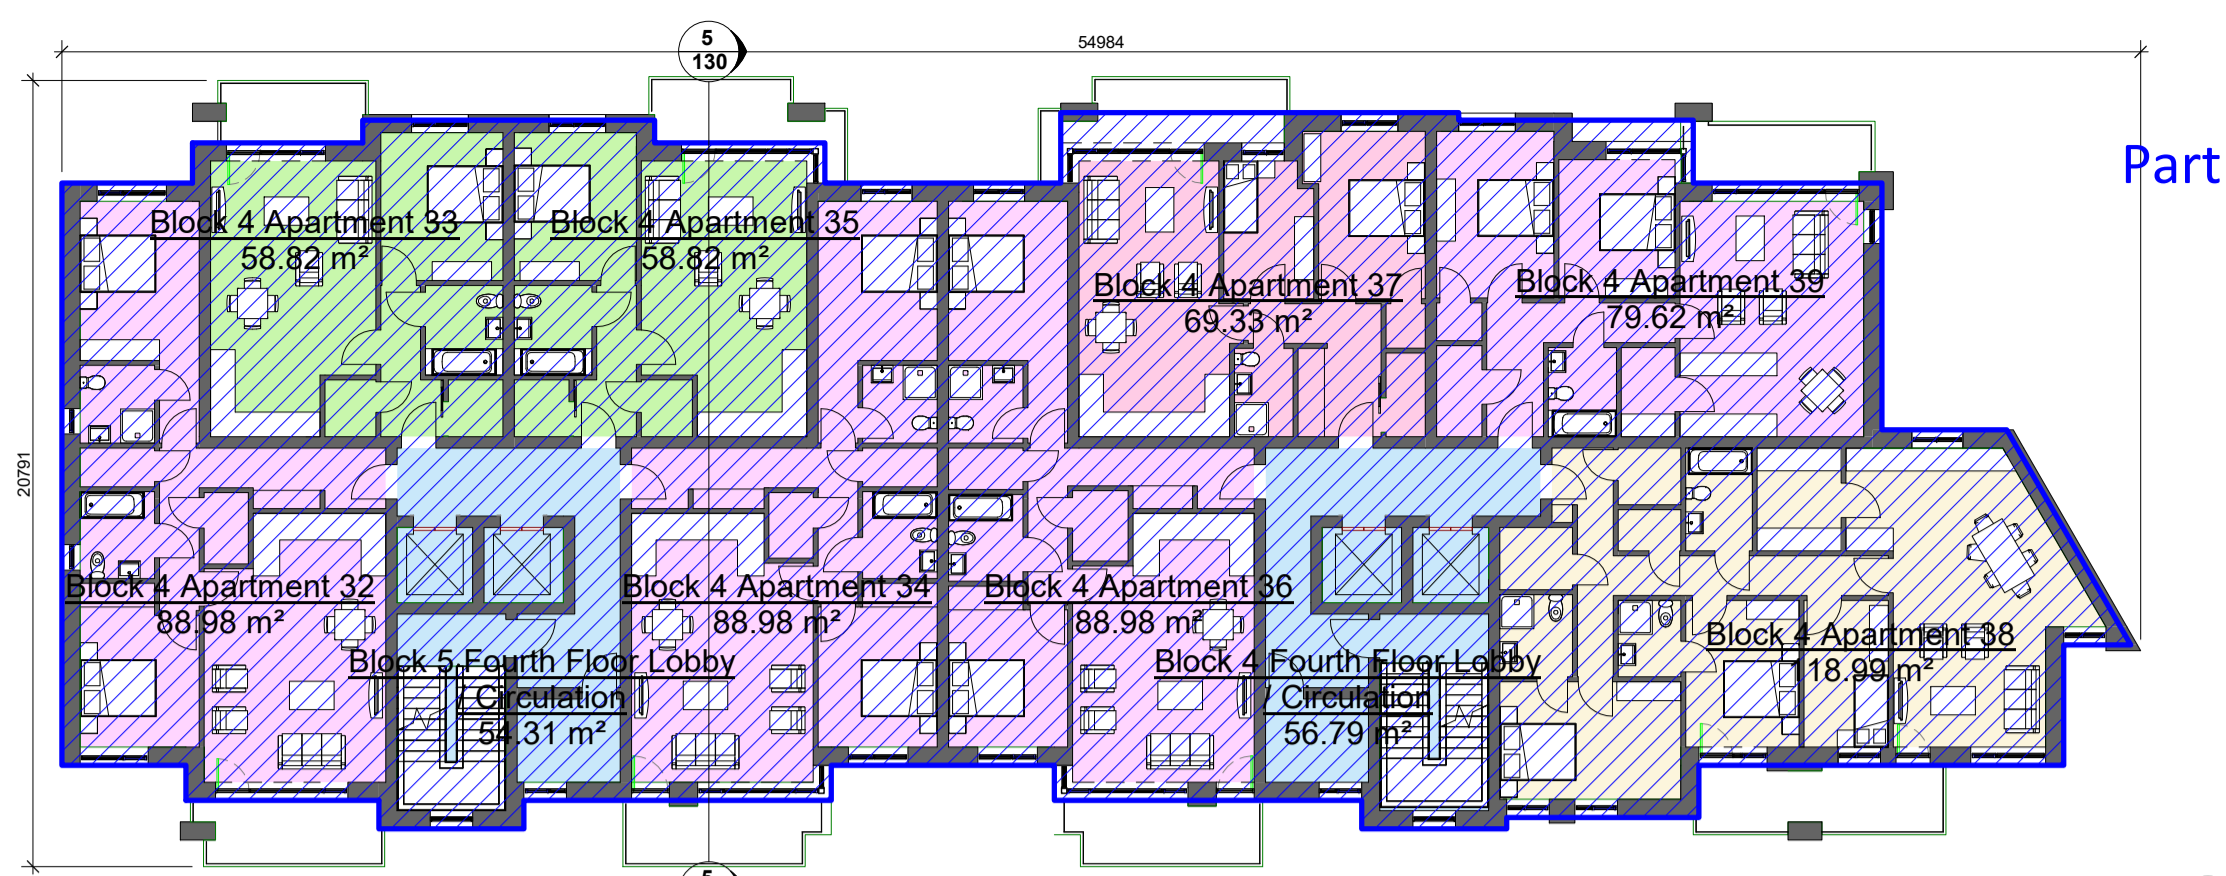 5
130
54984
20791
Part
Block 4 Apartment 33
58.82 m²
Block 4 Apartment 35
58.82 m²
Block 4 Apartment 37
69.33 m²
Block 4 Apartment 39
79.62 m²
Block 4 Apartment 32
88.98 m²
Block 4 Apartment 34
88.98 m²
Block 4 Apartment 36
88.98 m²
Block 4 Apartment 38
118.99 m²
Block 5 Fourth Floor Lobby
/ Circulation
54.31 m²
Block 4 Fourth Floor Lobby
/ Circulation
56.79 m²
5